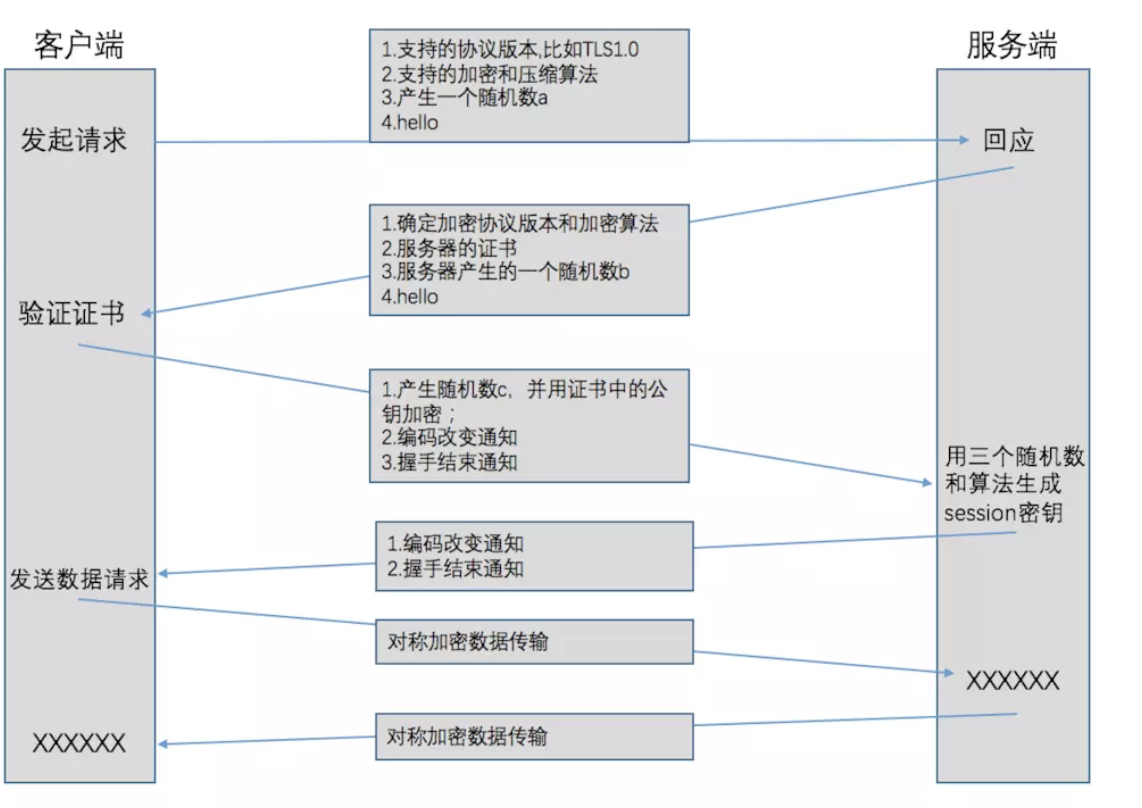 客户端
服务端
1.支持的协议版本,比如TLS1.0
2.支持的加密和压缩算法
3.产生一个随机数a
4.hello
发起请求
回应
1.确定加密协议版本和加密算法
2.服务器的证书
3.服务器产生的一个随机数b
4.hello
验证证书
1.产生随机数c，并用证书中的公
钥加密；
2.编码改变通知
3.握手结束通知
用三个随机数
和算法生成
session密钥
1.编码改变通知
2.握手结束通知
发送数据请求
对称加密数据传输
XXXXXX
对称加密数据传输
XXXXXX